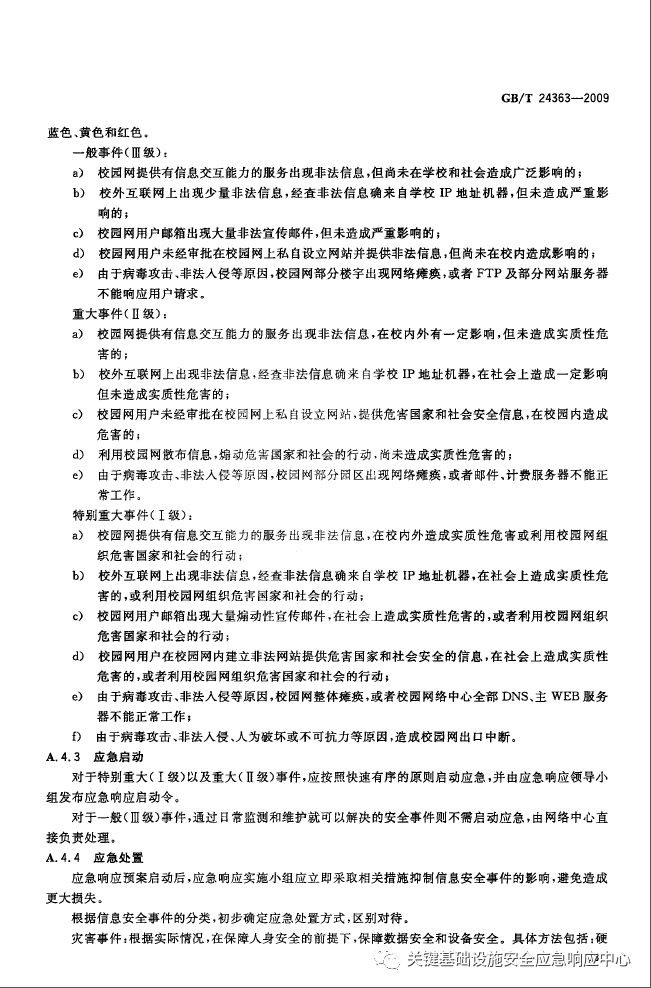 GB/T 24363—2009
蓝色、黄色和红色。
一般事件(Ⅲ级):
a) 校园网提供有信息交互能力的服务出现非法信息,但尚未在学校和社会造成广泛影响的;
b) 校外互联网上出现少量非法信息,经查非法信息确来自学校 IP 地址机器,但未造成严重影
响的;
c) 校园网用户邮箱出现大量非法宣传邮件,但未造成严重影响的;
d) 校园网用户未经审批在校园网上私自设立网站并提供非法信息,但尚未在校内造成影响的;
e) 由于病毒攻击、非法入侵等原因,校园网部分楼宇出现网络瘫痪,或者 FTP 及部分网站服务器
不能响应用户请求。
重大事件(Ⅱ级):
a) 校园网提供有信息交互能力的服务出现非法信息,在校内外有一定影响,但未造成实质性危
害的;
b) 校外互联网上出现非法信息,经查非法信息确来自学校 IP 地址机器,在社会上造成一定影响
但未造成实质性危害的;
c) 校园网用户未经审批在校园网上私自设立网站,提供危害国家和社会安全信息,在校园内造成
危害的;
d) 利用校园网散布信息,煽动危害国家和社会的行动,尚未造成实质性危害的;
e) 由于病毒攻击、非法入侵等原因,校园网部分园区出现网络瘫痪,或者邮件、计费服务器不能正
常工作。
特别重大事件(Ⅰ级):
a) 校园网提供有信息交互能力的服务出现非法信息,在校内外造成实质性危害或利用校园网组
织危害国家和社会的行动;
b) 校外互联网上出现非法信息,经查非法信息确来自学校 IP 地址机器,在社会上造成实质性危
害的,或利用校园网组织危害国家和社会的行动;
c) 校园网用户邮箱出现大量煽动性宣传邮件,在社会上造成实质性危害的,或者利用校园网组织
危害国家和社会的行动;
d) 校园网用户在校园网内建立非法网站提供危害国家和社会安全的信息,在社会上造成实质性
危害的,或者利用校园网组织危害国家和社会的行动;
e) 由于病毒攻击、非法入侵等原因,校园网整体瘫痪,或者校园网络中心全部 DNS、主 WEB 服务
器不能正常工作;
f) 由于病毒攻击、非法入侵、人为破坏或不可抗力等原因,造成校园网出口中断。
A.4.3 应急启动
对于特别重大(Ⅰ级)以及重大(Ⅱ级)事件,应按照快速有序的原则启动应急,并由应急响应领导小
组发布应急响应启动令。
对于一般(Ⅲ级)事件,通过日常监测和维护就可以解决的安全事件则不需启动应急,由网络中心直
接负责处理。
A.4.4 应急处置
应急响应预案启动后,应急响应实施小组应立即采取相关措施抑制信息安全事件的影响,避免造成
更大损失。
根据信息安全事件的分类,初步确定应急处置方式,区别对待。
灾害事件:根据实际情况,在保障人身安全的前提下,保障数据安全和设备安全。具体方法包括:硬
关键基础设施安全应急响应中心